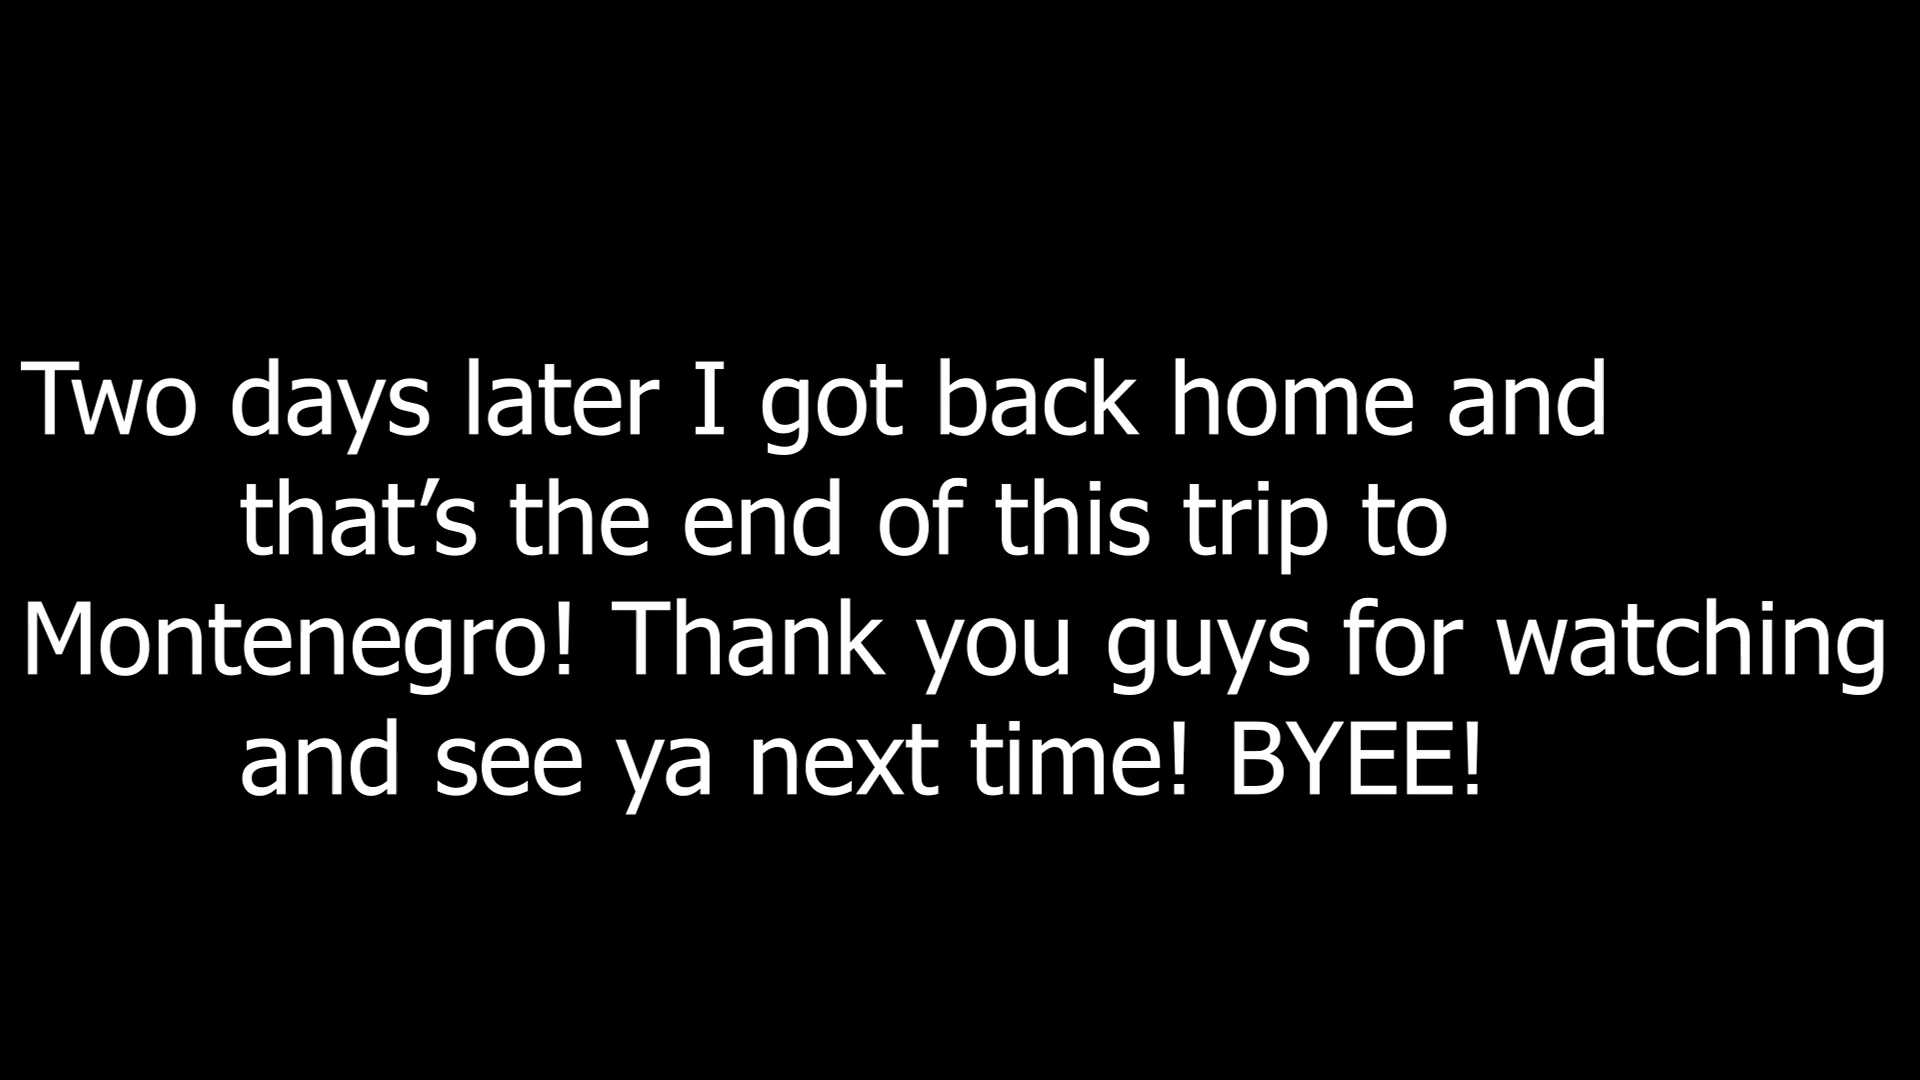 Two days later I got back home and
that’s the end of this trip to
Montenegro! Thank you guys for watching
and see ya next time! BYEE!